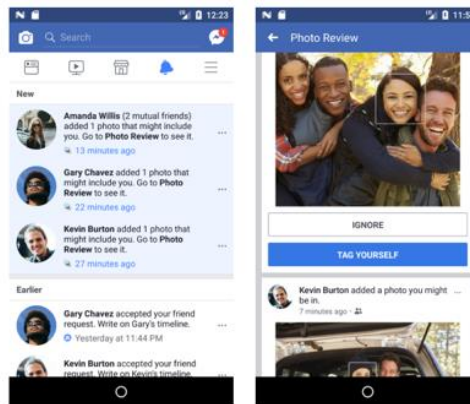 12:23
Search
New
Amanda Willis (2 mutual friends)
added 1 photo that might include
you. Go to Photo Review to see it.
13 minutes ago
Gary Chavez added 1 photo that
might include you. Go to Photo
Review to see it.
22 minutes ago
Kevin Burton added 1 photo that
might include you. Go to Photo
Review to see it.
27 minutes ago
Earlier
Gary Chavez accepted your friend
request. Write on Gary's timeline.
Yesterday at 11:44 PM
Kevin Burton accepted your friend
request. Write on Kevin's timeline.
11:5
Photo Review
IGNORE
TAG YOURSELF
Kevin Burton added a photo you might
be in.
7 minutes ago